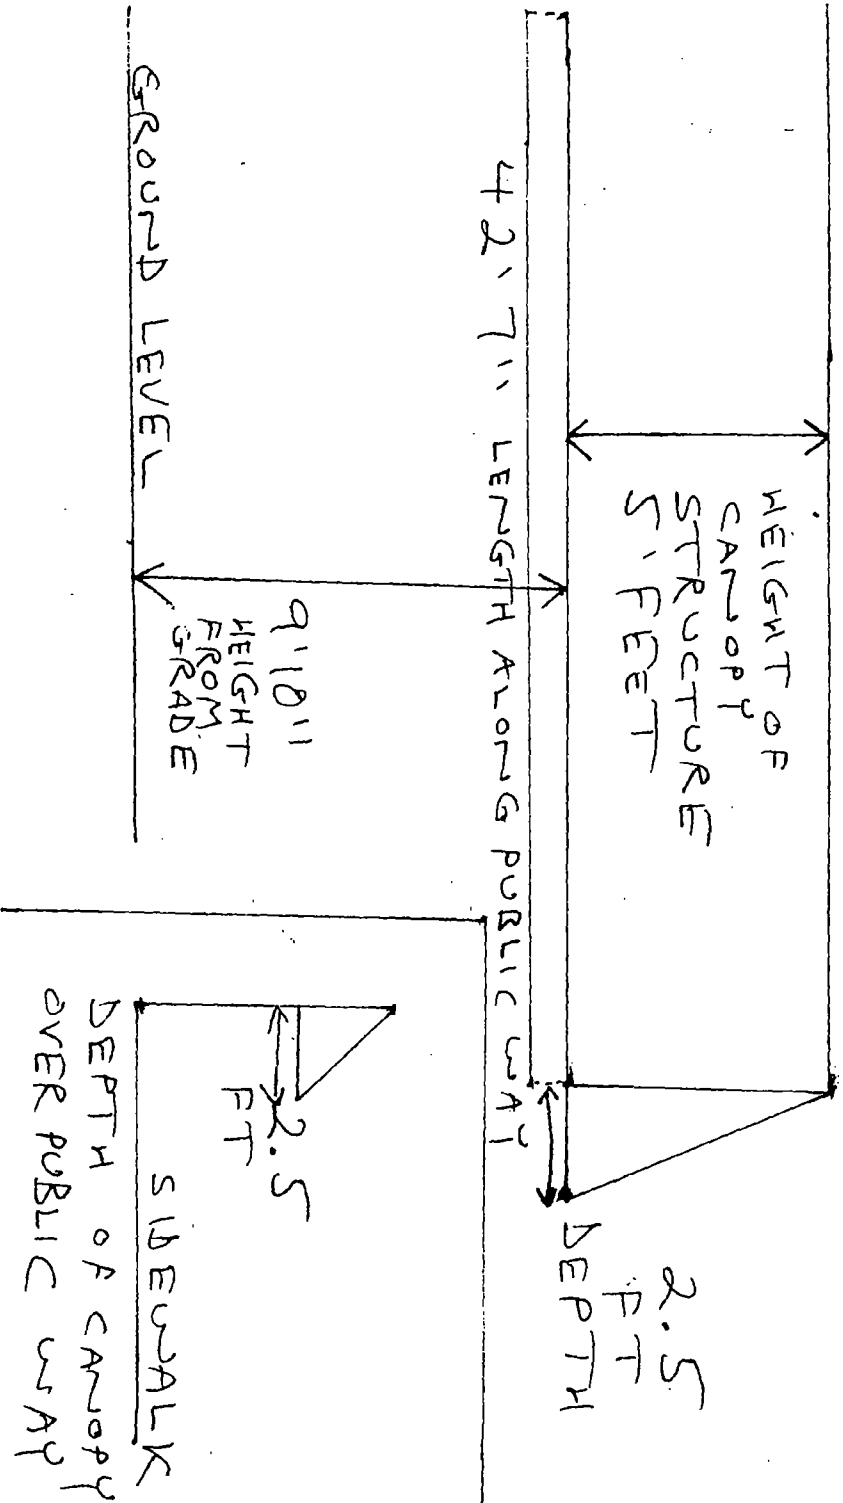 HEIGHT OF
CANOPY
STRUCTURE
5' FEET
2.5
FT
DEPTH
42'7" LENGTH ALONG PUBLIC WAY
9'10"
HEIGHT
FROM
GRADE
GROUND LEVEL
2.5
FT
SIDEWALK
DEPTH OF CANOPY
OVER PUBLIC WAY